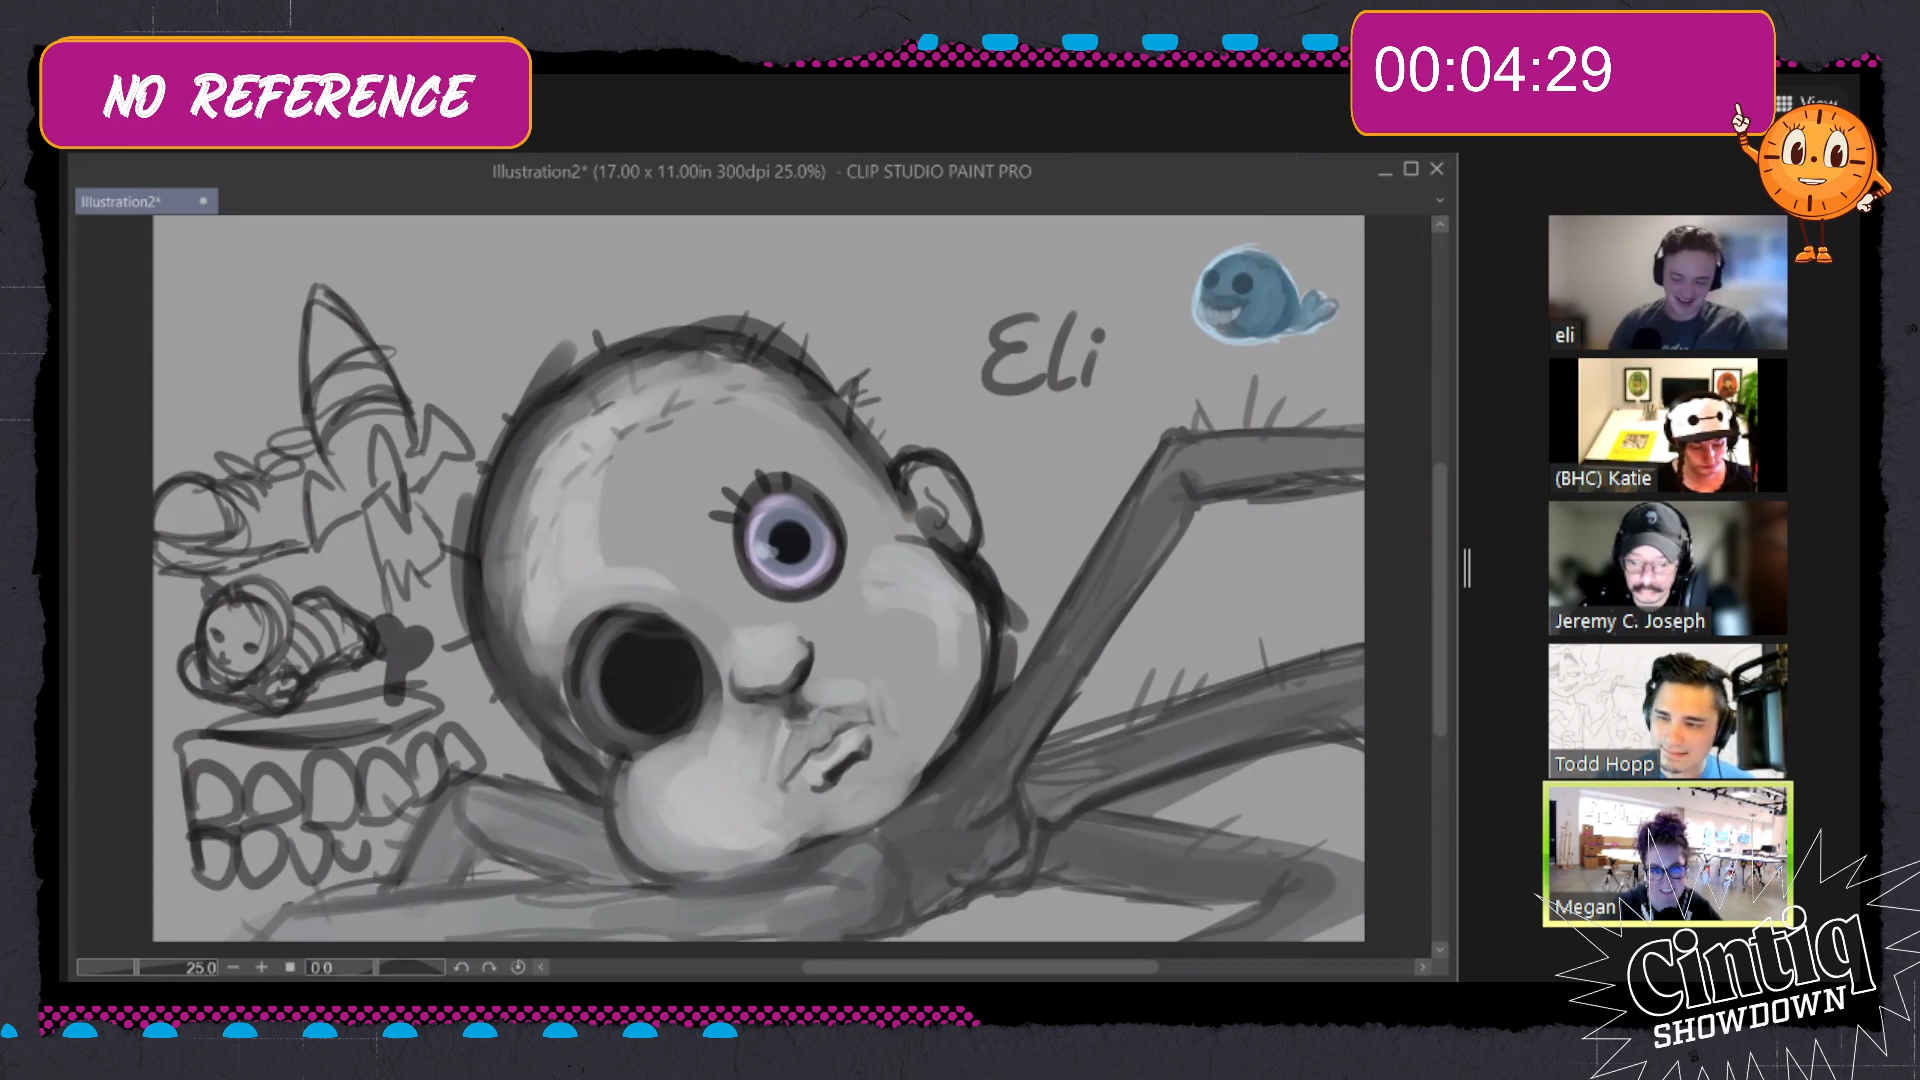 NO REFERENCE
00:04:29
View
Illustration2* (17.00 x 11.00in 300dpi 25.0%) - CLIP STUDIO PAINT PRO
Illustration2*
Eli
eli
(BHC) Katie
Jeremy C. Joseph
Todd Hopp
Megan
25.0
0.0
Cintiq
SHOWDOWN